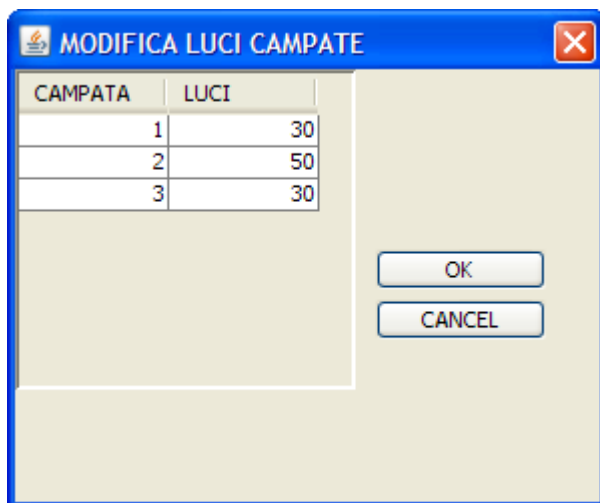 MODIFICA LUCI CAMPATE
CAMPATA LUCI
1 30
2 50
3 30
OK
CANCEL